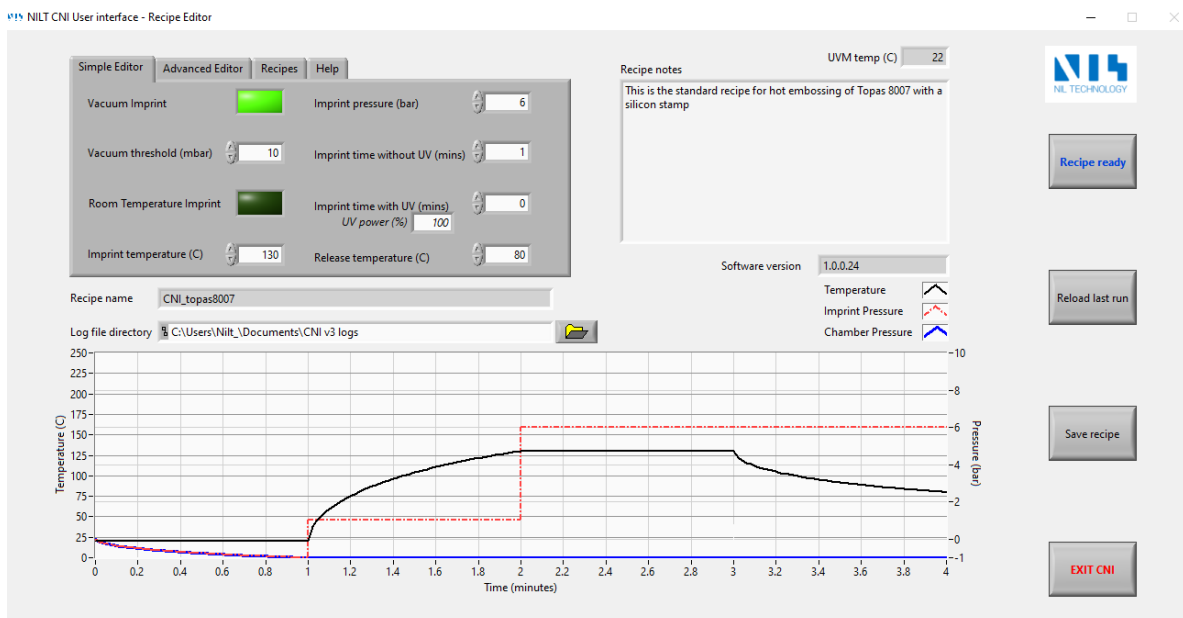 NILT CNI User interface - Recipe Editor
Simple Editor
Advanced Editor
Recipes
Help
Vacuum Imprint
Imprint pressure (bar)
6
Vacuum threshold (mbar)
10
Imprint time without UV (mins)
1
Room Temperature Imprint
Imprint time with UV (mins)
0
UV power (%)
100
Imprint temperature (C)
130
Release temperature (C)
80
UVM temp (C)
22
Recipe notes
This is the standard recipe for hot embossing of Topas 8007 with a
silicon stamp
NIL TECHNOLOGY
Recipe ready
Software version
1.0.0.24
Recipe name
CNI_topas8007
Log file directory
C:\Users\Nilt_\Documents\CNI v3 logs
Temperature
Imprint Pressure
Chamber Pressure
Reload last run
Save recipe
EXIT CNI
Temperature (C)
250
225
200
175
150
125
100
75
50
25
0
Pressure (bar)
10
8
6
4
2
0
-1
0 0.2 0.4 0.6 0.8 1 1.2 1.4 1.6 1.8 2 2.2 2.4 2.6 2.8 3 3.2 3.4 3.6 3.8 4
Time (minutes)